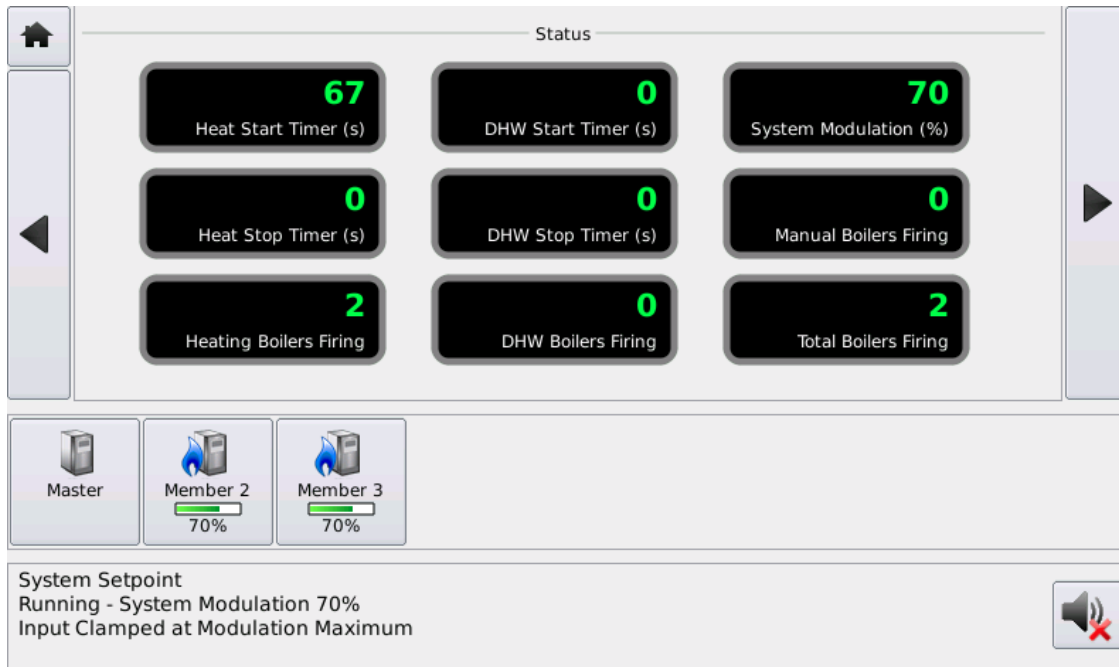 Status
67
Heat Start Timer (s)
0
DHW Start Timer (s)
70
System Modulation (%)
0
Heat Stop Timer (s)
0
DHW Stop Timer (s)
0
Manual Boilers Firing
2
Heating Boilers Firing
0
DHW Boilers Firing
2
Total Boilers Firing
Master
Member 2
70%
Member 3
70%
System Setpoint
Running - System Modulation 70%
Input Clamped at Modulation Maximum